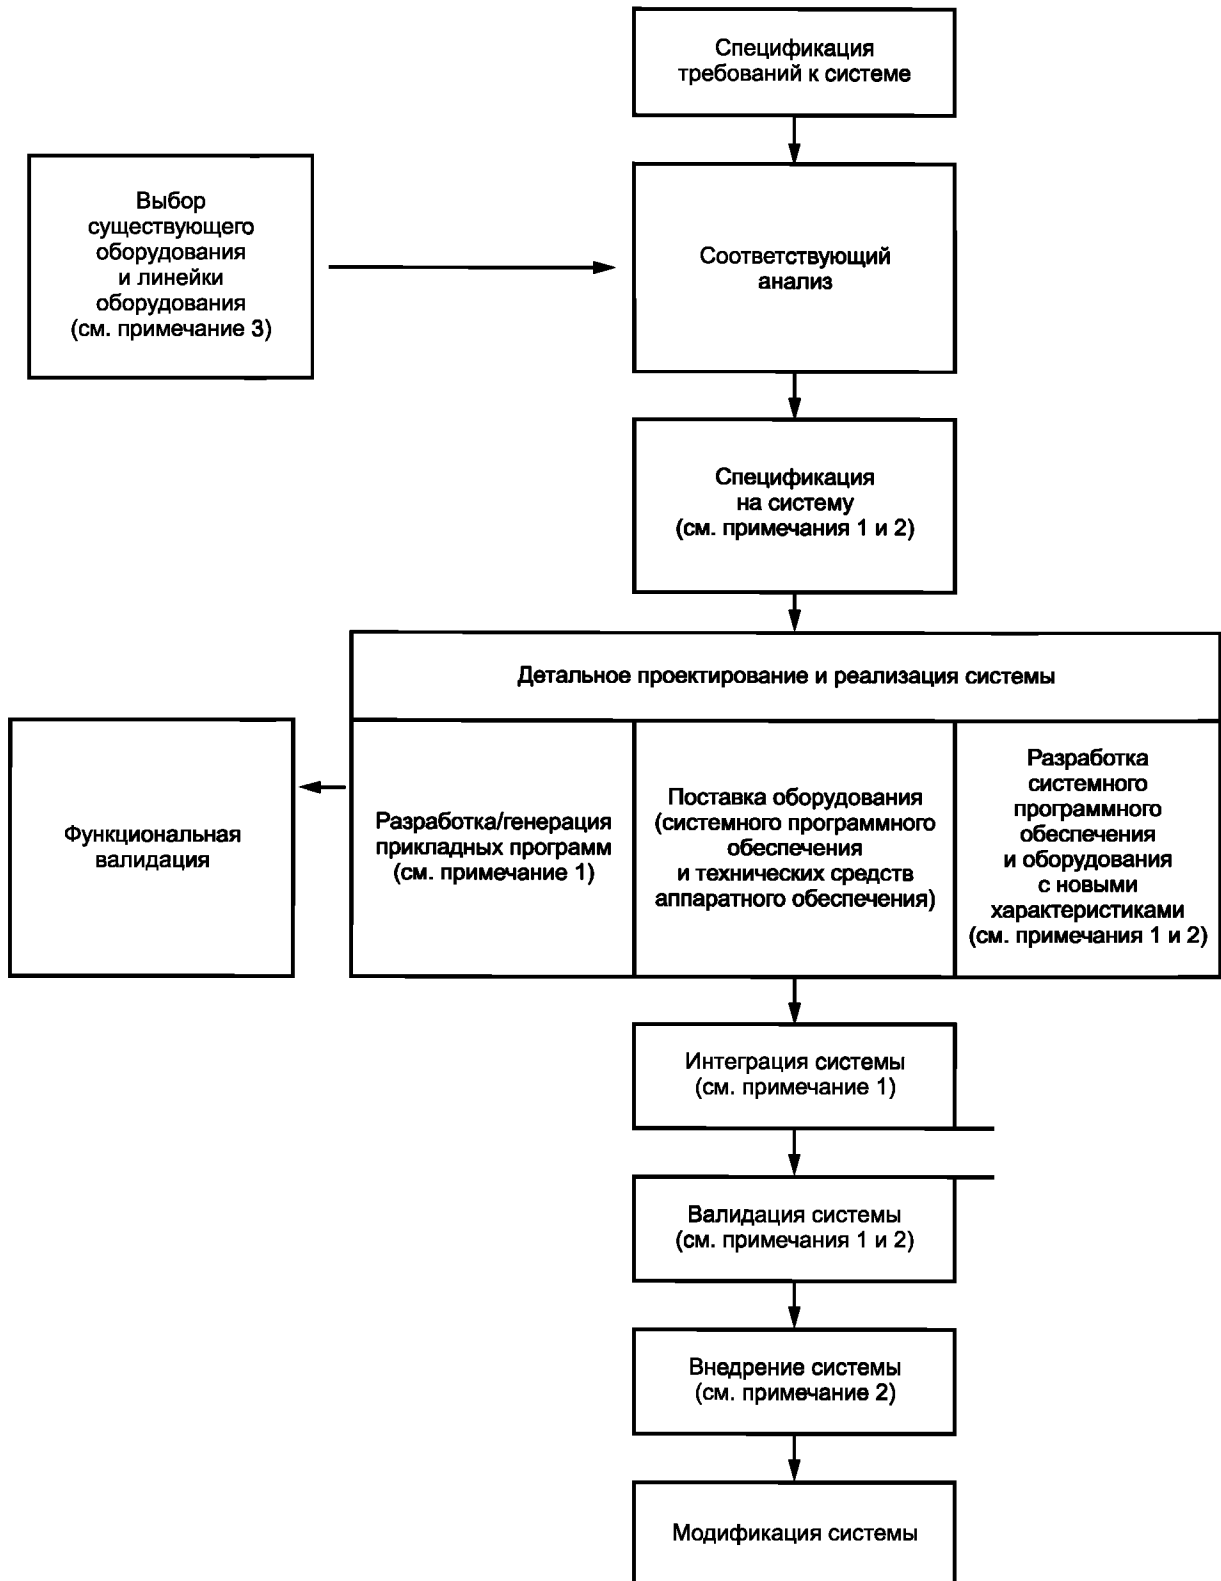 Спецификация
требований к системе
Выбор
существующего
оборудования
и линейки
оборудования
(см. примечание 3)
Соответствующий
анализ
Спецификация
на систему
(см. примечания 1 и 2)
Детальное проектирование и реализация системы
Функциональная
валидация
Разработка/генерация
прикладных программ
(см. примечание 1)
Поставка оборудования
(системного программного
обеспечения
и технических средств
аппаратного обеспечения)
Разработка
системного
программного
обеспечения
и оборудования
с новыми
характеристиками
(см. примечания 1 и 2)
Интеграция системы
(см. примечание 1)
Валидация системы
(см. примечания 1 и 2)
Внедрение системы
(см. примечание 2)
Модификация системы